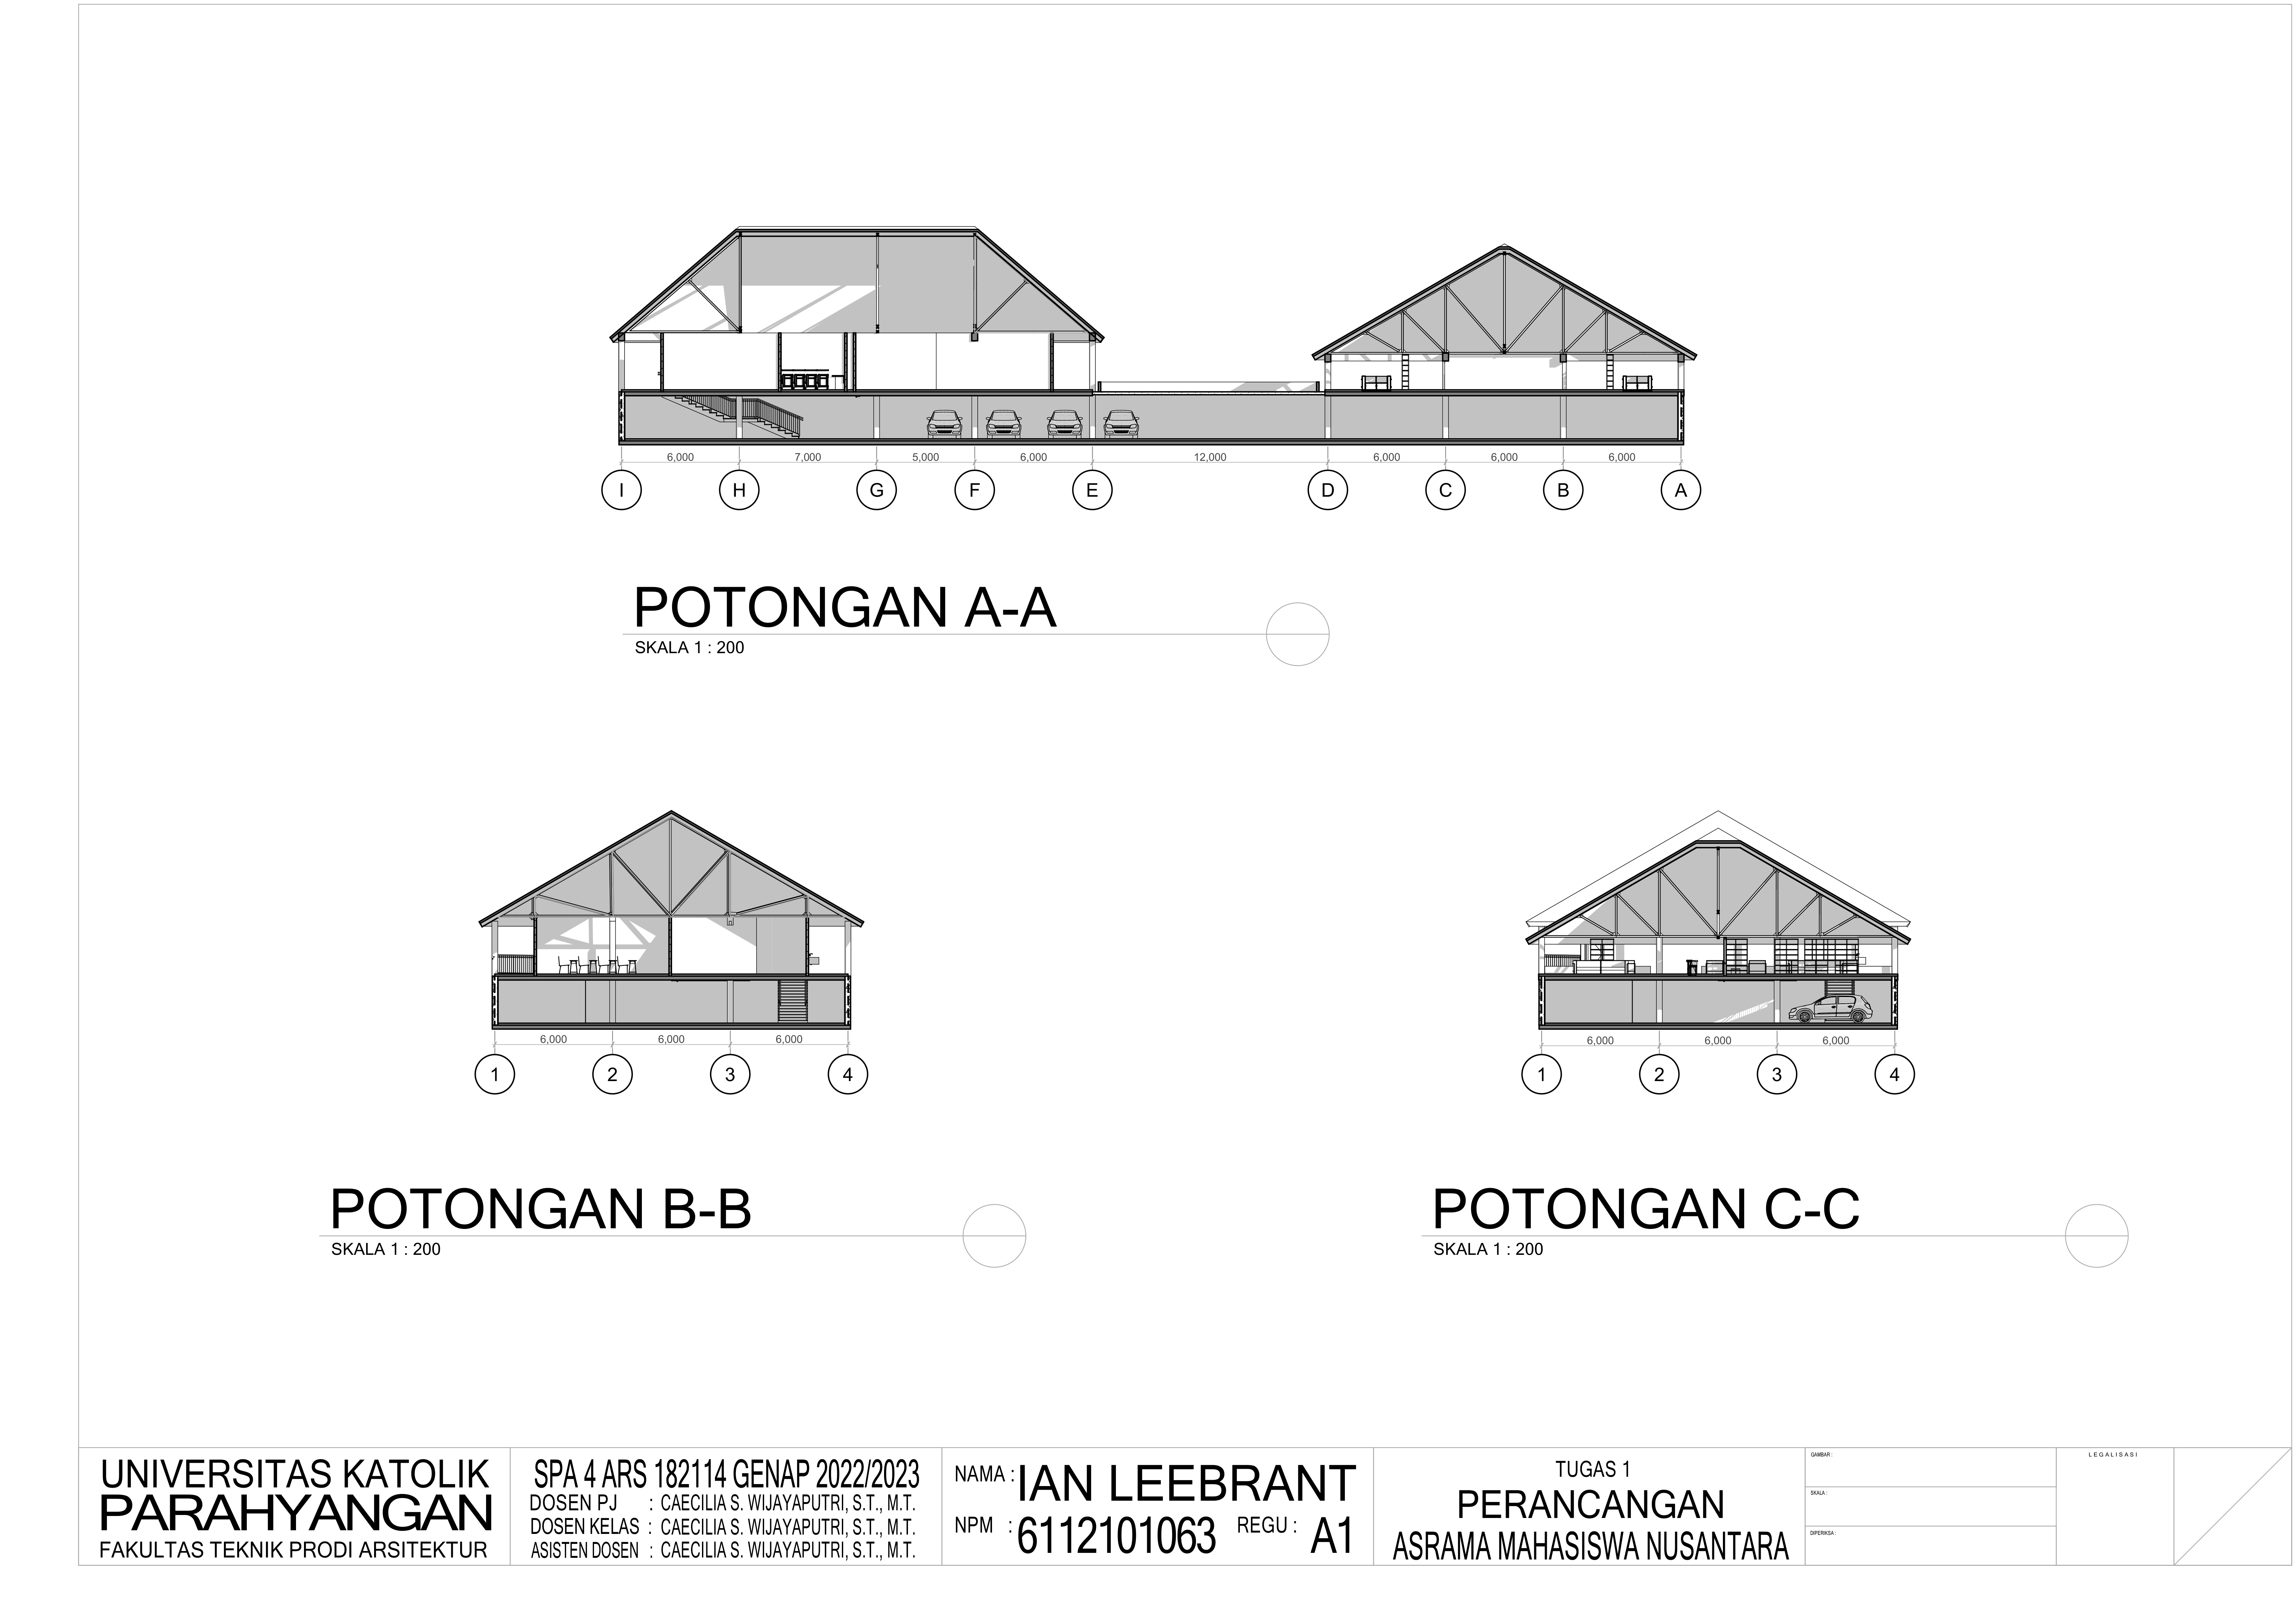 6,000 7,000 5,000 6,000 12,000 6,000 6,000 6,000
I H G F E D C B A
POTONGAN A-A
SKALA 1 : 200
6,000 6,000 6,000
1 2 3 4
POTONGAN B-B
SKALA 1 : 200
6,000 6,000 6,000
1 2 3 4
POTONGAN C-C
SKALA 1 : 200
UNIVERSITAS KATOLIK
PARAHYANGAN
FAKULTAS TEKNIK PRODI ARSITEKTUR
SPA 4 ARS 182114 GENAP 2022/2023
DOSEN PJ : CAECILIA S. WIJAYAPUTRI, S.T., M.T.
DOSEN KELAS : CAECILIA S. WIJAYAPUTRI, S.T., M.T.
ASISTEN DOSEN : CAECILIA S. WIJAYAPUTRI, S.T., M.T.
NAMA : IAN LEEBRANT
NPM : 6112101063 REGU : A1
TUGAS 1
PERANCANGAN
ASRAMA MAHASISWA NUSANTARA
GAMBAR :
SKALA :
DIPERIKSA :
LEGALISASI